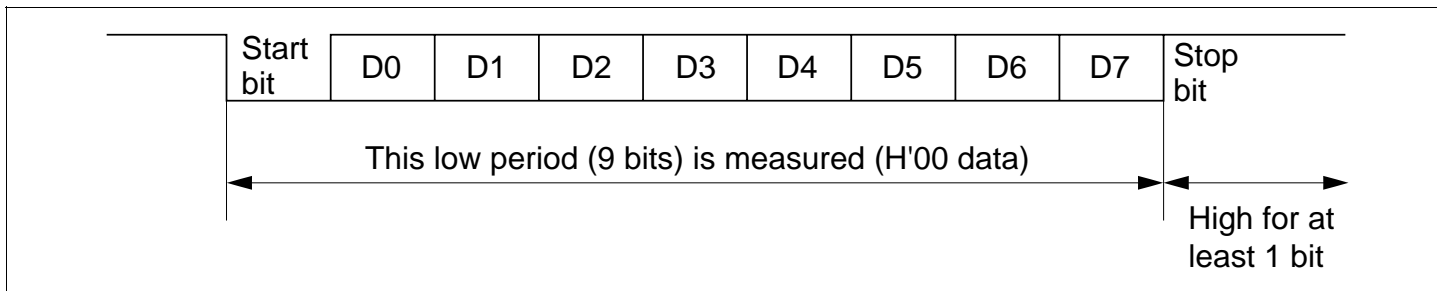 Start
bit
D0 D1 D2 D3 D4 D5 D6 D7
Stop
bit
This low period (9 bits) is measured (H'00 data)
High for at
least 1 bit